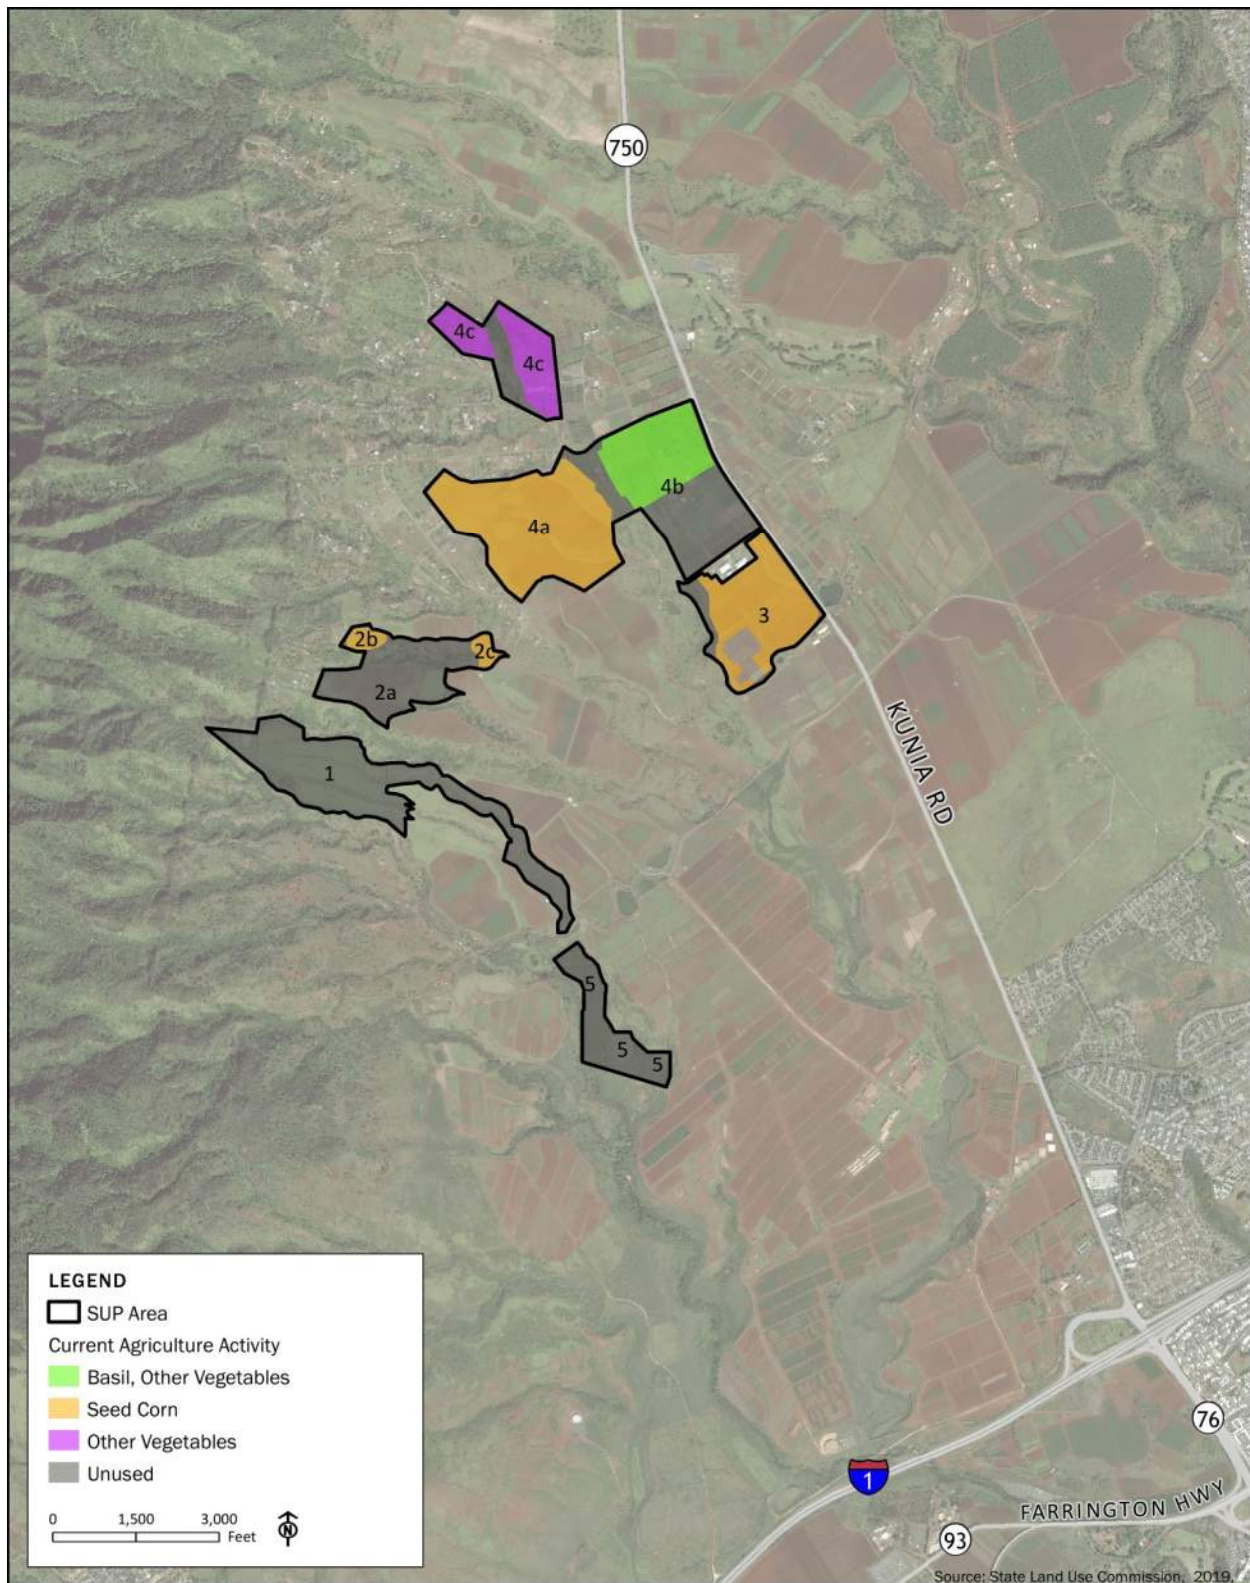 750
4c
4c
4b
4a
3
2b
2c
2a
KUNIA RD
1
5
5
5
LEGEND
SUP Area
Current Agriculture Activity
Basil, Other Vegetables
Seed Corn
Other Vegetables
Unused
0 1,500 3,000
Feet
N
76
1
FARRINGTON HWY
93
Source: State Land Use Commission, 2019.